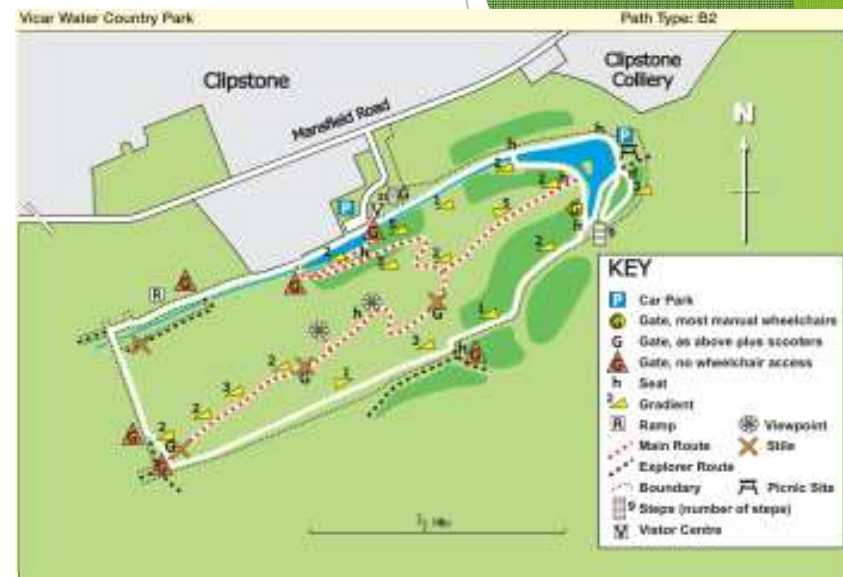 Vicar Water Country Park
Path Type: B2
Clipstone
Clipstone
Colliery
Mansfield Road
N
KEY
P Car Park
G Gate, most manual wheelchairs
G Gate, as above plus scooters
G Gate, no wheelchair access
h Seat
2 Gradient
R Ramp
Viewpoint
Main Route
Stile
Explorer Route
Boundary
Picnic Site
9 Steps (number of steps)
Visitor Centre